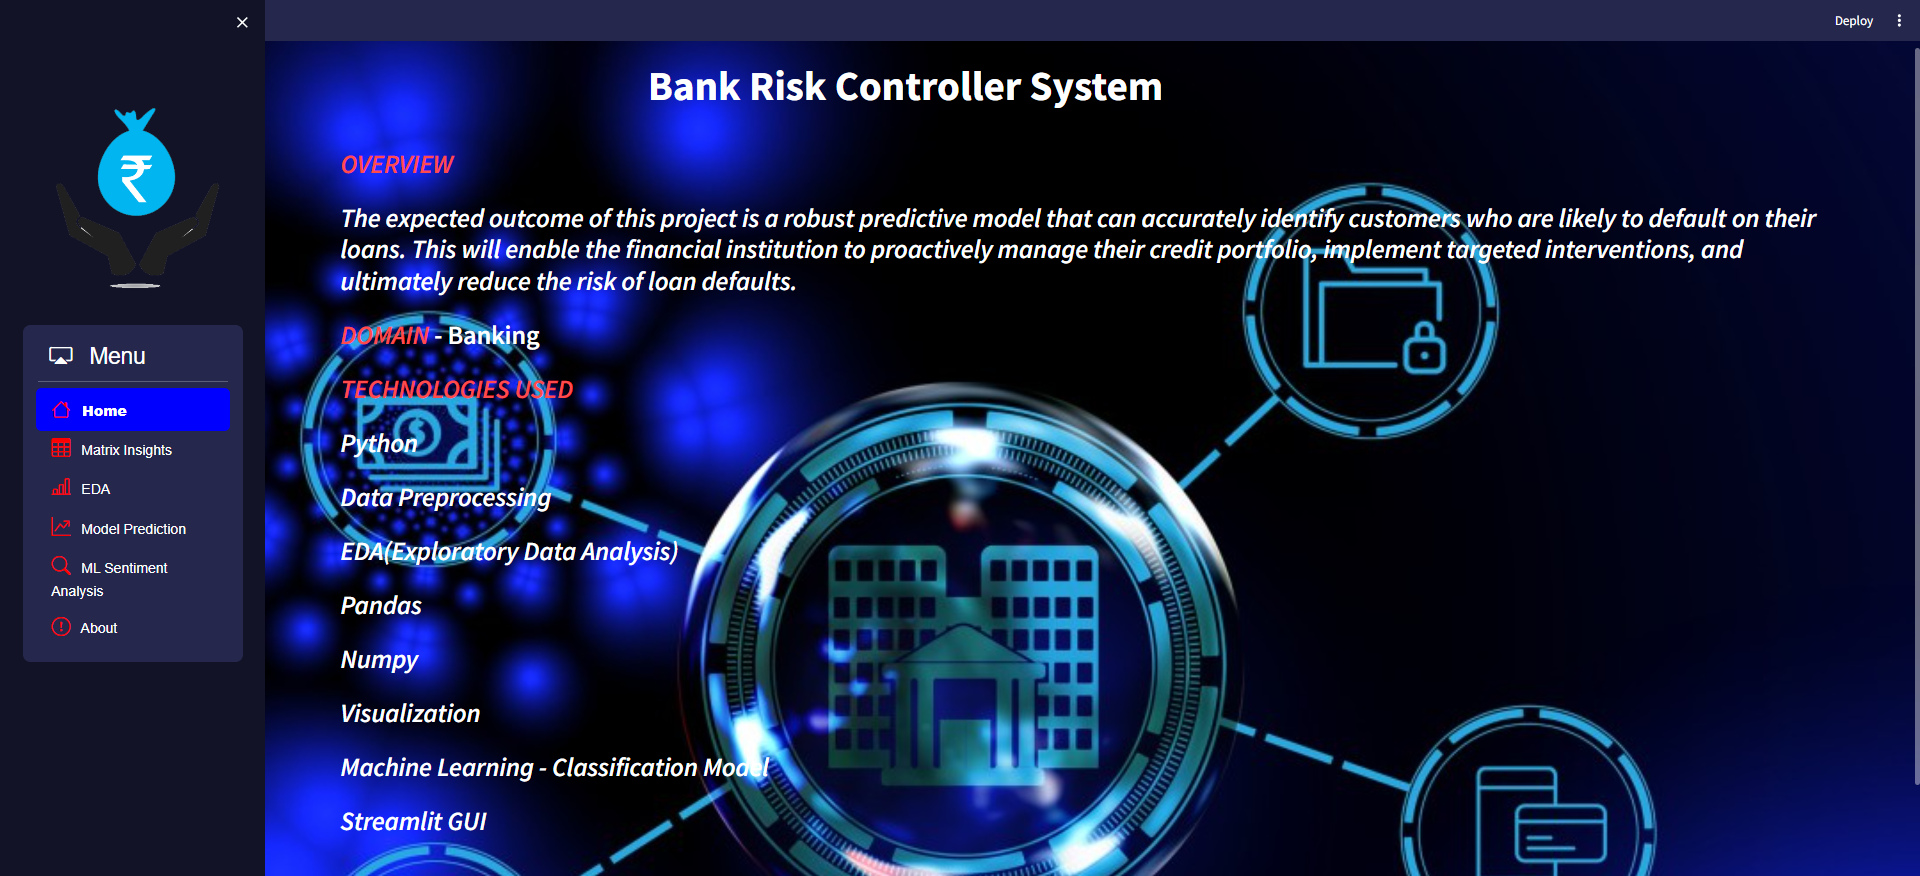 Deploy
₹
Menu
Home
Matrix Insights
EDA
Model Prediction
ML Sentiment
Analysis
About
Bank Risk Controller System
OVERVIEW
The expected outcome of this project is a robust predictive model that can accurately identify customers who are likely to default on their
loans. This will enable the financial institution to proactively manage their credit portfolio, implement targeted interventions, and
ultimately reduce the risk of loan defaults.
DOMAIN - Banking
TECHNOLOGIES USED
Python
Data Preprocessing
EDA(Exploratory Data Analysis)
Pandas
Numpy
Visualization
Machine Learning - Classification Model
Streamlit GUI